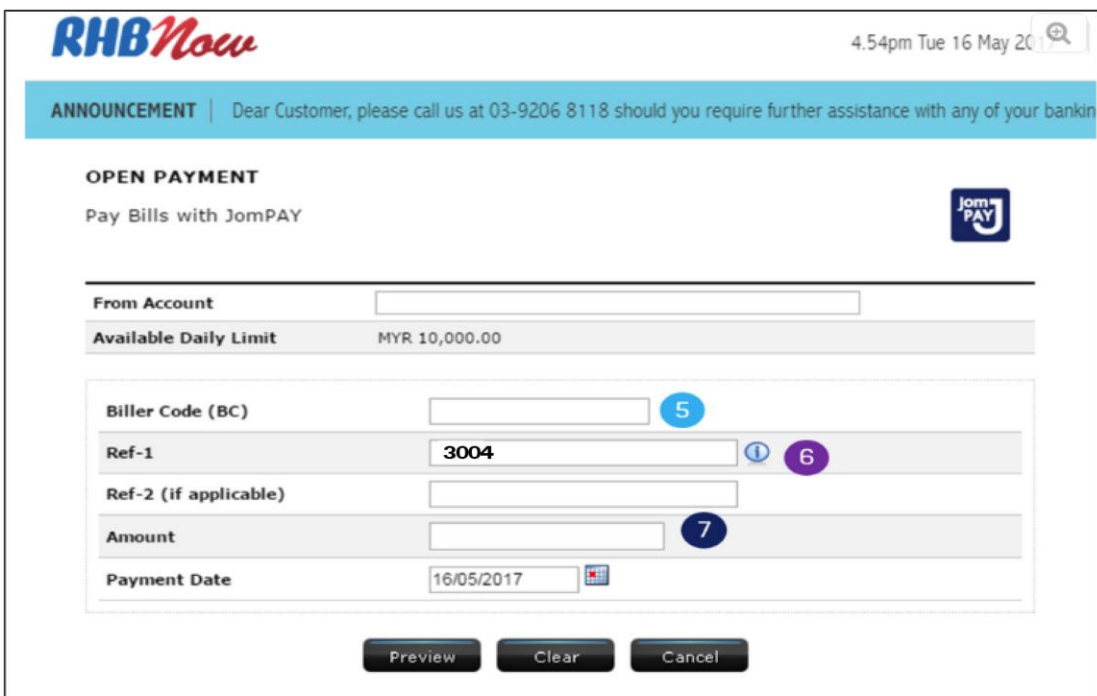 RHBNow
4.54pm Tue 16 May 2017
ANNOUNCEMENT | Dear Customer, please call us at 03-9206 8118 should you require further assistance with any of your bankin
OPEN PAYMENT
Pay Bills with JomPAY
Jom
PAY
From Account
Available Daily Limit MYR 10,000.00
Biller Code (BC) 5
Ref-1 3004 i 6
Ref-2 (if applicable)
Amount 7
Payment Date 16/05/2017
Preview Clear Cancel